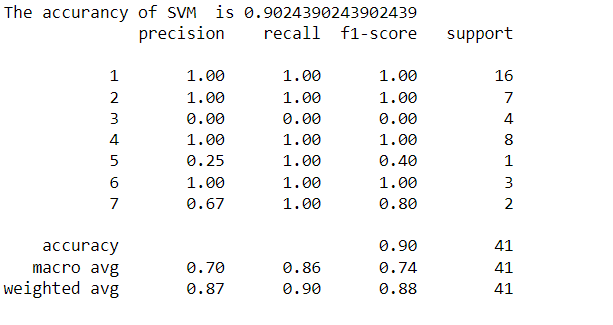 The accurancy of SVM  is 0.9024390243902439
              precision    recall  f1-score   support

           1       1.00      1.00      1.00        16
           2       1.00      1.00      1.00         7
           3       0.00      0.00      0.00         4
           4       1.00      1.00      1.00         8
           5       0.25      1.00      0.40         1
           6       1.00      1.00      1.00         3
           7       0.67      1.00      0.80         2

    accuracy                           0.90        41
   macro avg       0.70      0.86      0.74        41
weighted avg       0.87      0.90      0.88        41